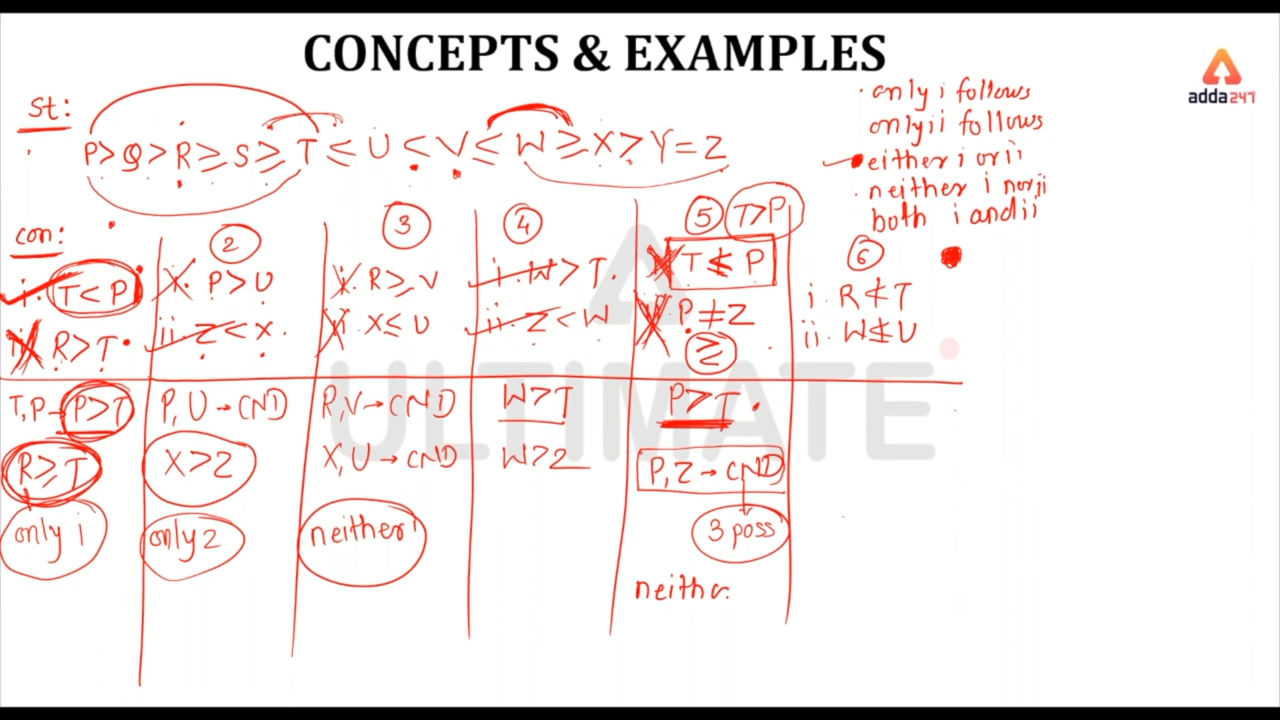 CONCEPTS & EXAMPLES
adda247
St:
P>Q>R≥S≥T≤U<V≤W≥X>Y=Z
· only i follows
only ii follows
either i or ii
· neither i nor ii
both i and ii
con:
i. T<P
ii. R>T
②
i. P>U
ii. Z<X
③
i. R≥V
ii. X≤U
④
i. W>T
ii. Z<W
⑤ T>P
T≮P
P≠Z
≥
⑥
i. R≮T
ii. W≰U
T,P→P>T
R≥T
only i
P,U→CND
X>Z
only 2
R,V→CND
X,U→CND
neither
W>T
W>Z
P>T
P,Z→CND
3 poss
neither
ULTIMATE